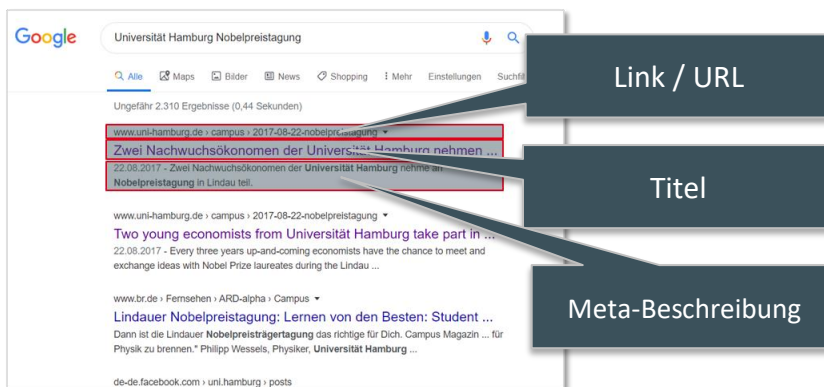 Google
Universität Hamburg Nobelpreistagung
Alle Maps Bilder News Shopping Mehr Einstellungen
Ungefähr 2.310 Ergebnisse (0,44 Sekunden)
Link / URL
www.uni-hamburg.de › campus › 2017-08-22-nobelpreistagung
Zwei Nachwuchsökonomen der Universität Hamburg nehmen ...
22.08.2017 - Zwei Nachwuchsökonomen der Universität Hamburg nehme an
Nobelpreistagung in Lindau teil.
Titel
www.uni-hamburg.de › campus › 2017-08-22-nobelpreistagung
Two young economists from Universität Hamburg take part in ...
22.08.2017 - Every three years up-and-coming economists have the chance to meet and
exchange ideas with Nobel Prize laureates during the Lindau ...
Meta-Beschreibung
www.br.de › Fernsehen › ARD-alpha › Campus
Lindauer Nobelpreistagung: Lernen von den Besten: Student ...
Dann ist die Lindauer Nobelpreisträgertagung das richtige für Dich. Campus Magazin ... für
Physik zu brennen." Philipp Wessels, Physiker, Universität Hamburg ...
de-de.facebook.com › uni.hamburg › posts